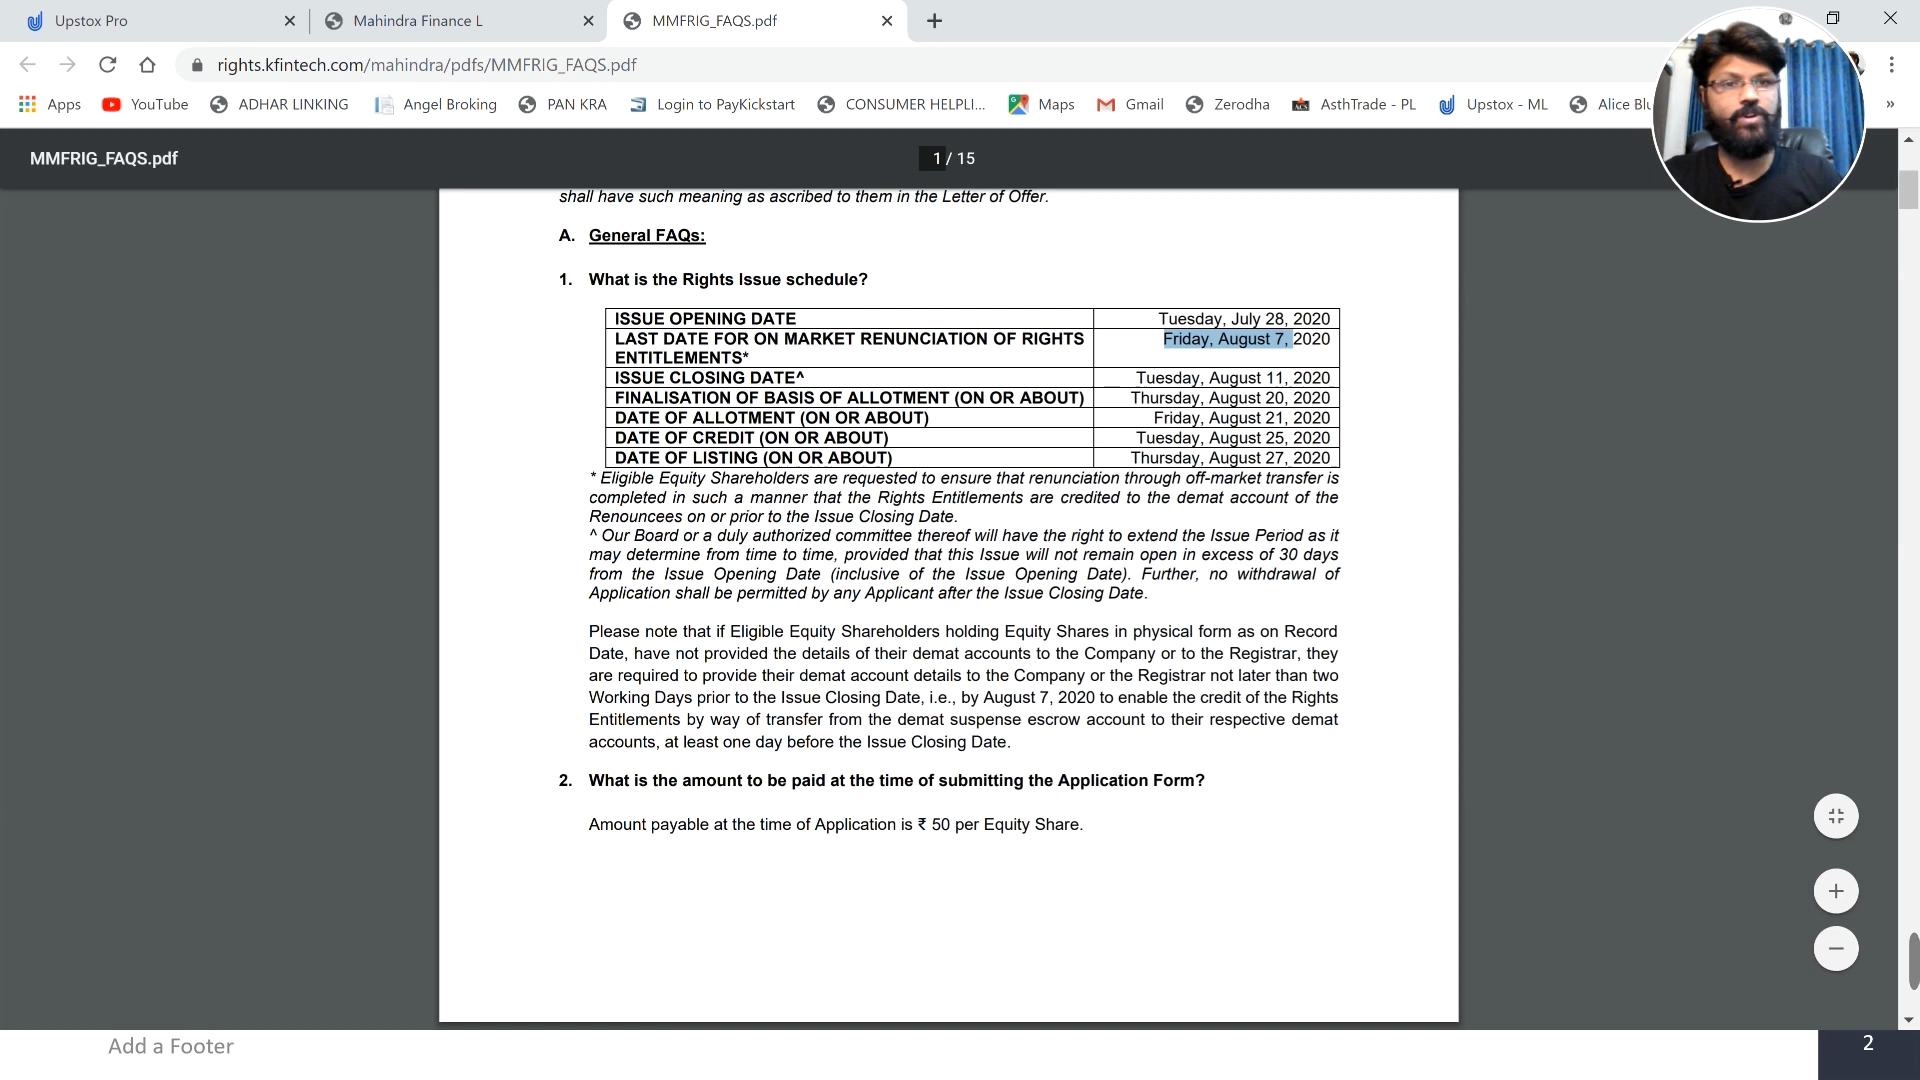 Upstox Pro
Mahindra Finance L
MMFRIG_FAQS.pdf
rights.kfintech.com/mahindra/pdfs/MMFRIG_FAQS.pdf
Apps YouTube ADHAR LINKING Angel Broking PAN KRA Login to PayKickstart CONSUMER HELPLI... Maps Gmail Zerodha AsthTrade - PL Upstox - ML Alice Blu
MMFRIG_FAQS.pdf 1 / 15
shall have such meaning as ascribed to them in the Letter of Offer.
A. General FAQs:
1. What is the Rights Issue schedule?
ISSUE OPENING DATE Tuesday, July 28, 2020
LAST DATE FOR ON MARKET RENUNCIATION OF RIGHTS Friday, August 7, 2020
ENTITLEMENTS*
ISSUE CLOSING DATE^ Tuesday, August 11, 2020
FINALISATION OF BASIS OF ALLOTMENT (ON OR ABOUT) Thursday, August 20, 2020
DATE OF ALLOTMENT (ON OR ABOUT) Friday, August 21, 2020
DATE OF CREDIT (ON OR ABOUT) Tuesday, August 25, 2020
DATE OF LISTING (ON OR ABOUT) Thursday, August 27, 2020
* Eligible Equity Shareholders are requested to ensure that renunciation through off-market transfer is
completed in such a manner that the Rights Entitlements are credited to the demat account of the
Renouncees on or prior to the Issue Closing Date.
^ Our Board or a duly authorized committee thereof will have the right to extend the Issue Period as it
may determine from time to time, provided that this Issue will not remain open in excess of 30 days
from the Issue Opening Date (inclusive of the Issue Opening Date). Further, no withdrawal of
Application shall be permitted by any Applicant after the Issue Closing Date.
Please note that if Eligible Equity Shareholders holding Equity Shares in physical form as on Record
Date, have not provided the details of their demat accounts to the Company or to the Registrar, they
are required to provide their demat account details to the Company or the Registrar not later than two
Working Days prior to the Issue Closing Date, i.e., by August 7, 2020 to enable the credit of the Rights
Entitlements by way of transfer from the demat suspense escrow account to their respective demat
accounts, at least one day before the Issue Closing Date.
2. What is the amount to be paid at the time of submitting the Application Form?
Amount payable at the time of Application is ₹ 50 per Equity Share.
Add a Footer
2